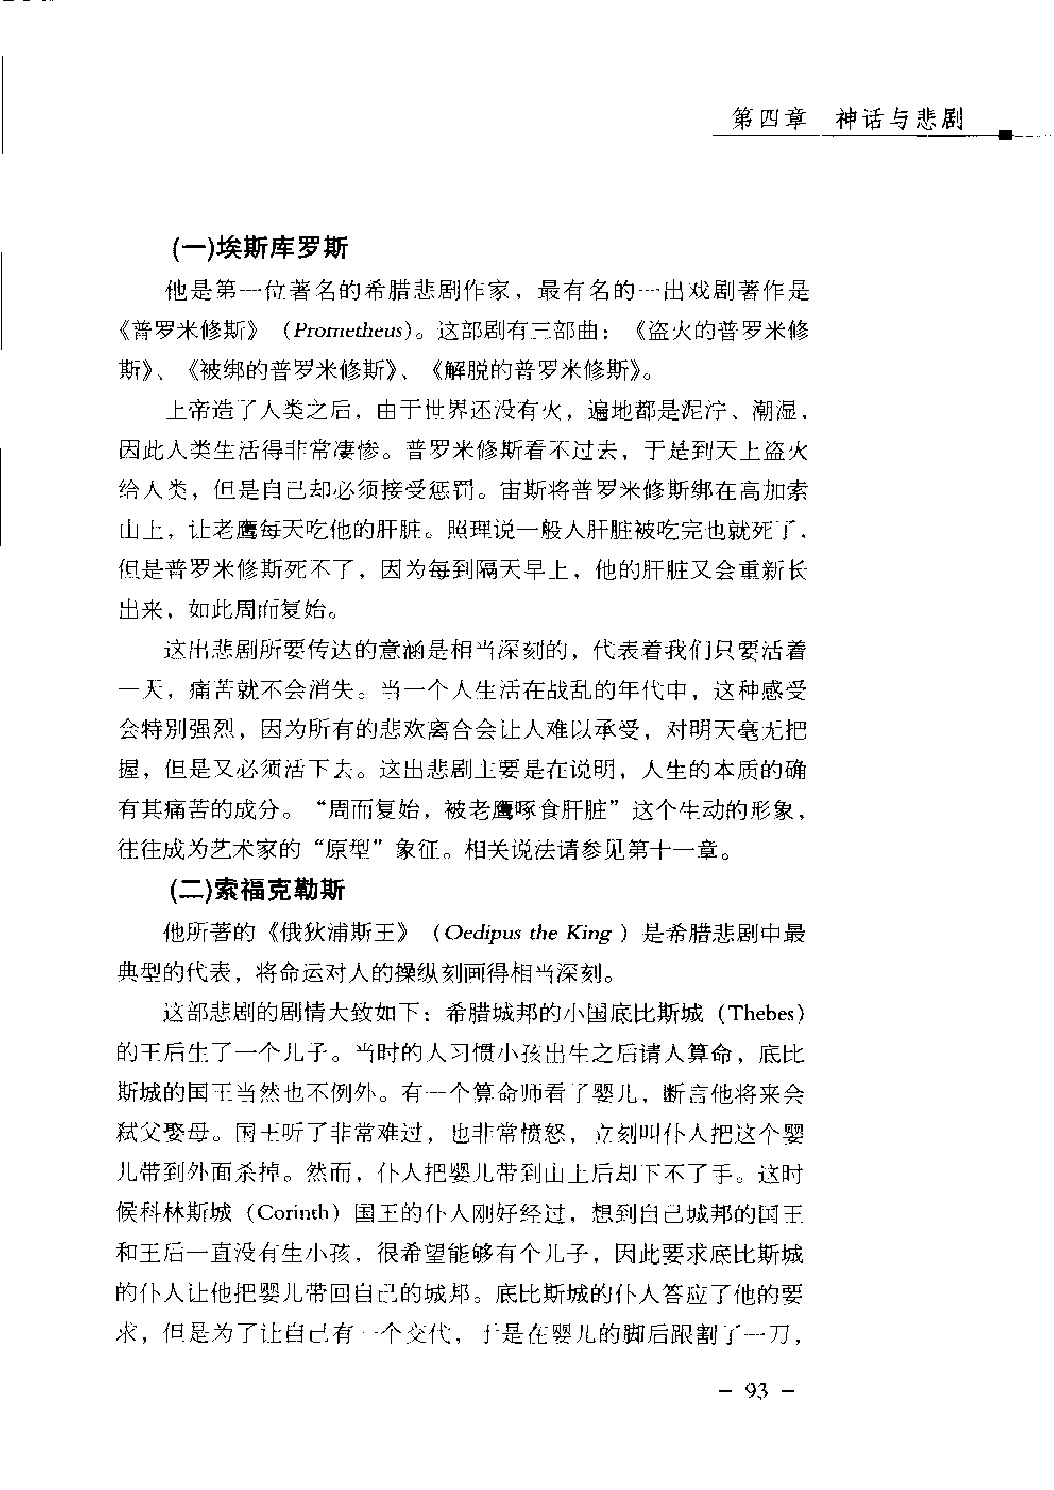 第四章 神话与悲剧
(一)埃斯库罗斯
他是第一位著名的希腊悲剧作家，最有名的一出戏剧著作是
《普罗米修斯》（Prometheus）。这部剧有三部曲：《盗火的普罗米修
斯》、《被绑的普罗米修斯》、《解脱的普罗米修斯》。
上帝造了人类之后，由于世界还没有火，遍地都是泥泞、潮湿，
因此人类生活得非常凄惨。普罗米修斯看不过去，于是到天上盗火
给人类，但是自己却必须接受惩罚。宙斯将普罗米修斯绑在高加索
山上，让老鹰每天吃他的肝脏。照理说一般人肝脏被吃完也就死了，
但是普罗米修斯死不了，因为每到隔天早上，他的肝脏又会重新长
出来，如此周而复始。
这出悲剧所要传达的意涵是相当深刻的，代表着我们只要活着
一天，痛苦就不会消失。当一个人生活在战乱的年代中，这种感受
会特别强烈，因为所有的悲欢离合会让人难以承受，对明天毫无把
握，但是又必须活下去。这出悲剧主要是在说明，人生的本质的确
有其痛苦的成分。“周而复始，被老鹰啄食肝脏”这个生动的形象，
往往成为艺术家的“原型”象征。相关说法请参见第十一章。
(二)索福克勒斯
他所著的《俄狄浦斯王》（Oedipus the King）是希腊悲剧中最
典型的代表，将命运对人的操纵刻画得相当深刻。
这部悲剧的剧情大致如下：希腊城邦的小国底比斯城（Thebes）
的王后生了一个儿子。当时的人习惯小孩出生之后请人算命，底比
斯城的国王当然也不例外。有一个算命师看了婴儿，断言他将来会
弑父娶母。国王听了非常难过，也非常愤怒，立刻叫仆人把这个婴
儿带到外面杀掉。然而，仆人把婴儿带到山上后却下不了手。这时
候科林斯城（Corinth）国王的仆人刚好经过，想到自己城邦的国王
和王后一直没有生小孩，很希望能够有个儿子，因此要求底比斯城
的仆人让他把婴儿带回自己的城邦。底比斯城的仆人答应了他的要
求，但是为了让自己有一个交代，于是在婴儿的脚后跟割了一刀，
－ 93 －